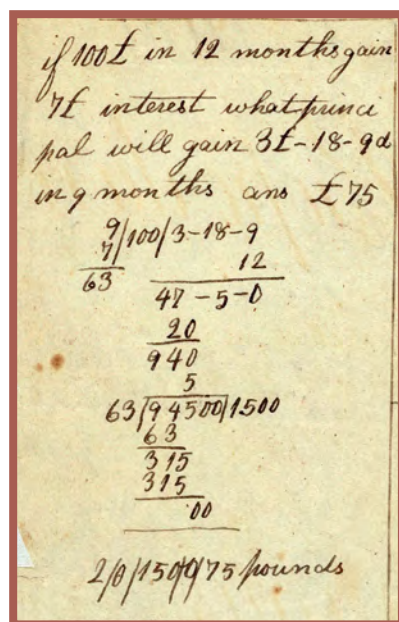 if 100£ in 12 months gain
7£ interest what princi
pal will gain 3£-18-9d
in 9 months ans £75
9/100/3-18-9
7 12
63
47-5-0
20
940
5
63/94500/1500
63
315
315
00
2/0/150/0/75 pounds